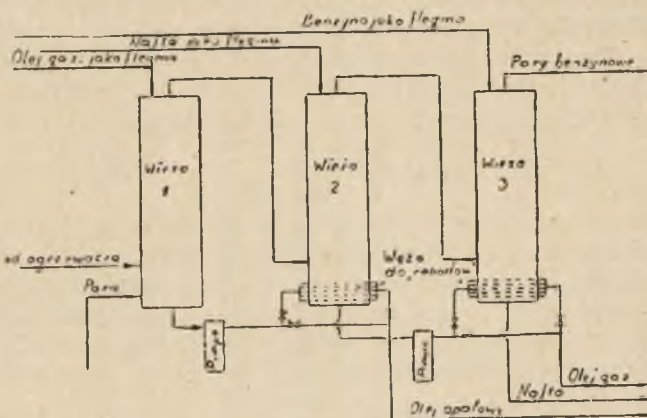 Benzyna jako flegma
Nafta jako flegma
Olej gaz. jako flegma
Pary benzynowe
Wieża
1
Wieża
2
Wieża
3
Węże
do "reboilów"
od ogrzewacza
Para
Pompa
Pompa
Olej gaz
Nafta
Olej opałowy